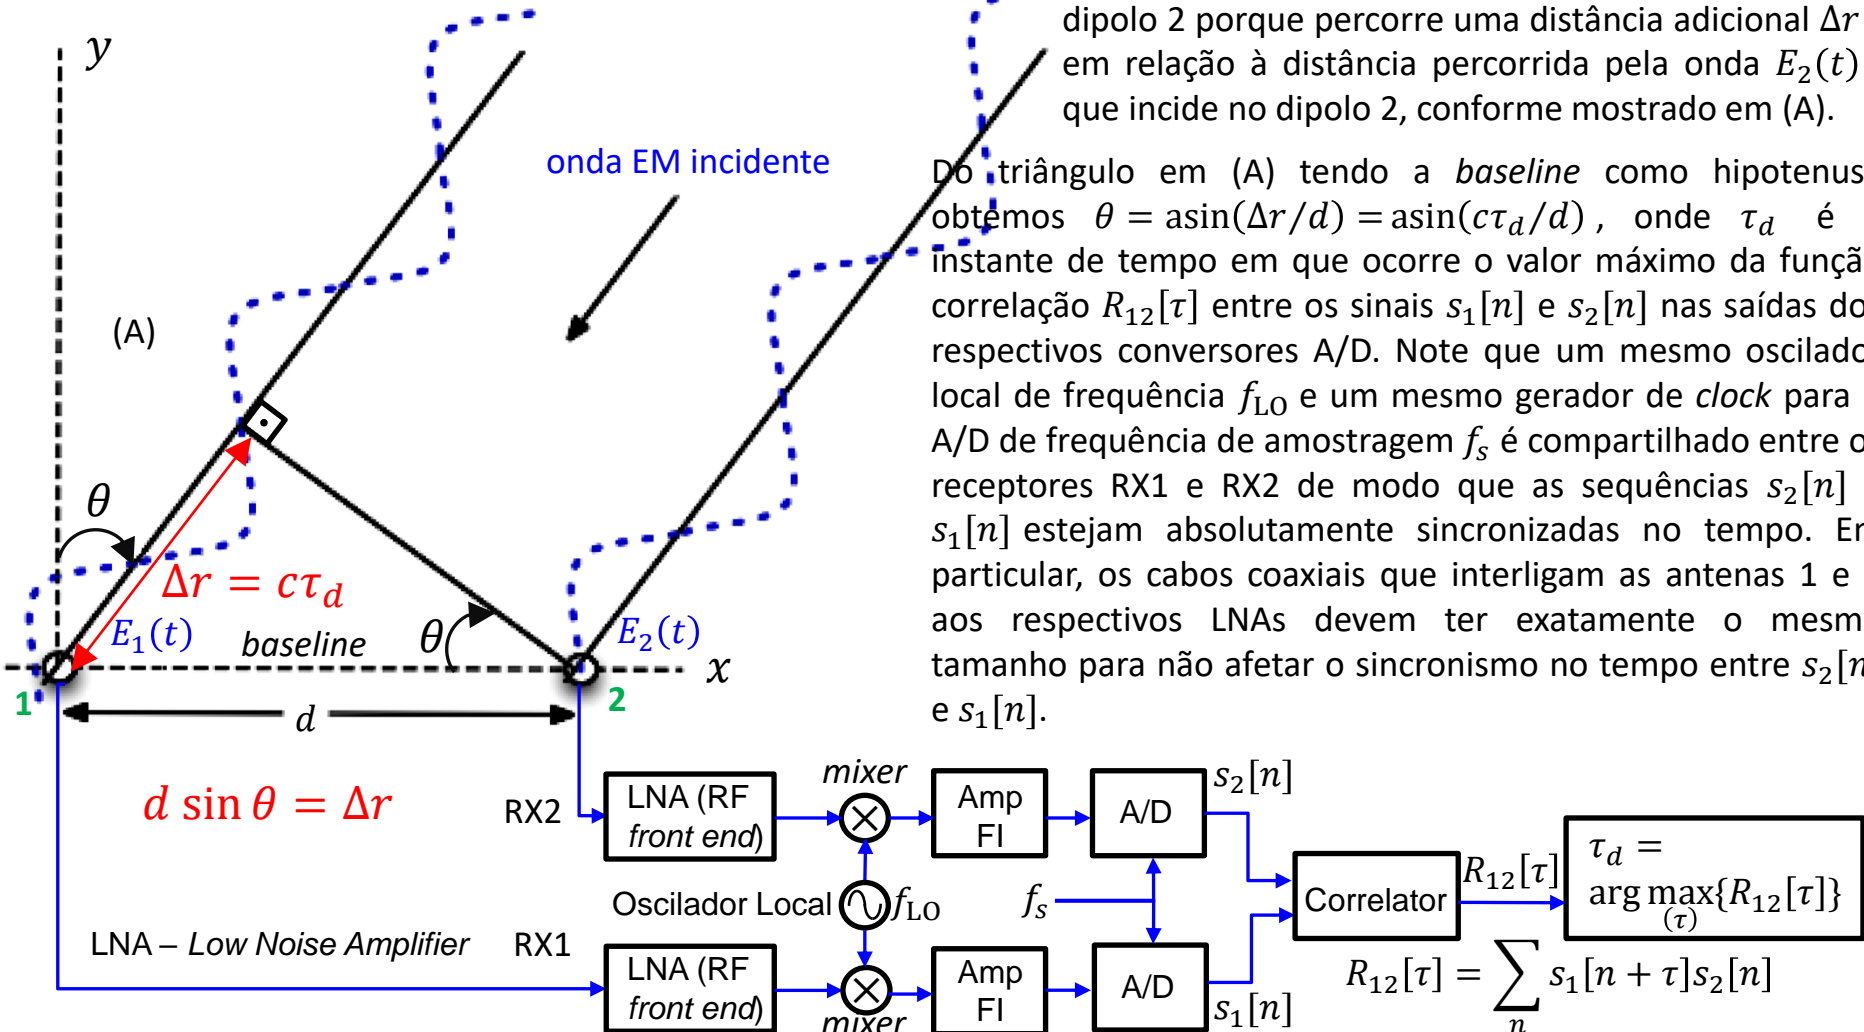 dipolo 2 porque percorre uma distância adicional Δr
em relação à distância percorrida pela onda E₂(t)
que incide no dipolo 2, conforme mostrado em (A).
Do triângulo em (A) tendo a baseline como hipotenus
obtemos θ = asin(Δr/d) = asin(cτ_d/d), onde τ_d é
instante de tempo em que ocorre o valor máximo da funçã
correlação R₁₂[τ] entre os sinais s₁[n] e s₂[n] nas saídas do
respectivos conversores A/D. Note que um mesmo oscilado
local de frequência f_LO e um mesmo gerador de clock para
A/D de frequência de amostragem f_s é compartilhado entre o
receptores RX1 e RX2 de modo que as sequências s₂[n]
s₁[n] estejam absolutamente sincronizadas no tempo. E
particular, os cabos coaxiais que interligam as antenas 1 e
aos respectivos LNAs devem ter exatamente o mesm
tamanho para não afetar o sincronismo no tempo entre s₂[n
e s₁[n].
y
onda EM incidente
(A)
θ
Δr = cτ_d
E₁(t)
baseline
θ
E₂(t)
x
1
d
2
d sin θ = Δr
RX2
LNA (RF
front end)
mixer
Amp
FI
A/D
s₂[n]
Oscilador Local
f_LO
f_s
Correlator
R₁₂[τ]
τ_d =
arg max{R₁₂[τ]}
(τ)
LNA – Low Noise Amplifier
RX1
LNA (RF
front end)
mixer
Amp
FI
A/D
s₁[n]
R₁₂[τ] = ∑ s₁[n + τ]s₂[n]
n